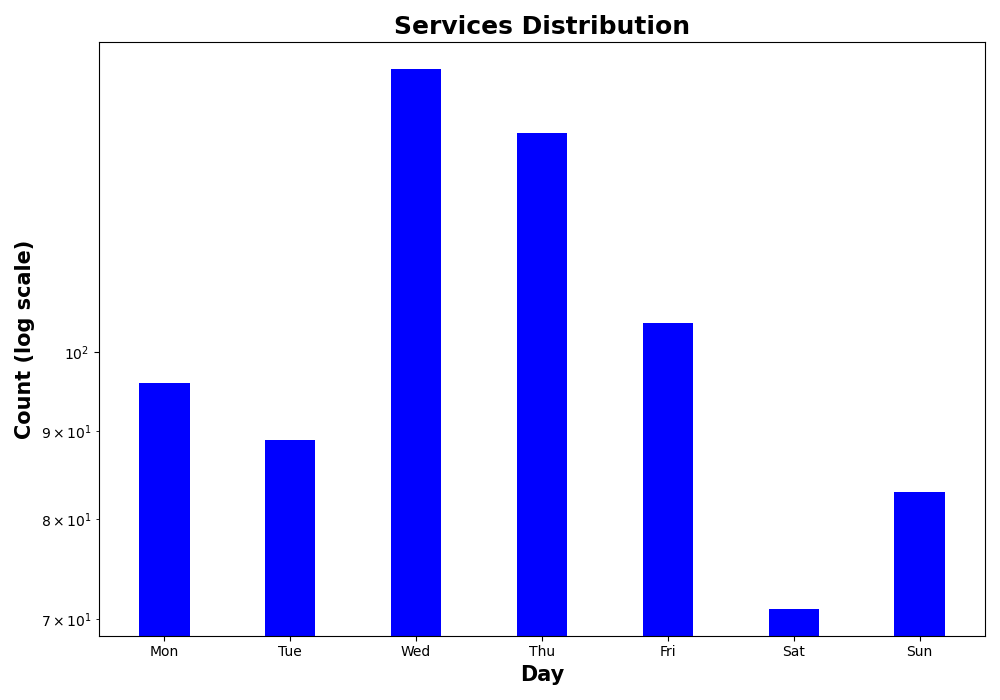 Services Distribution
Count (log scale)
10²
9 × 10¹
8 × 10¹
7 × 10¹
Mon Tue Wed Thu Fri Sat Sun
Day